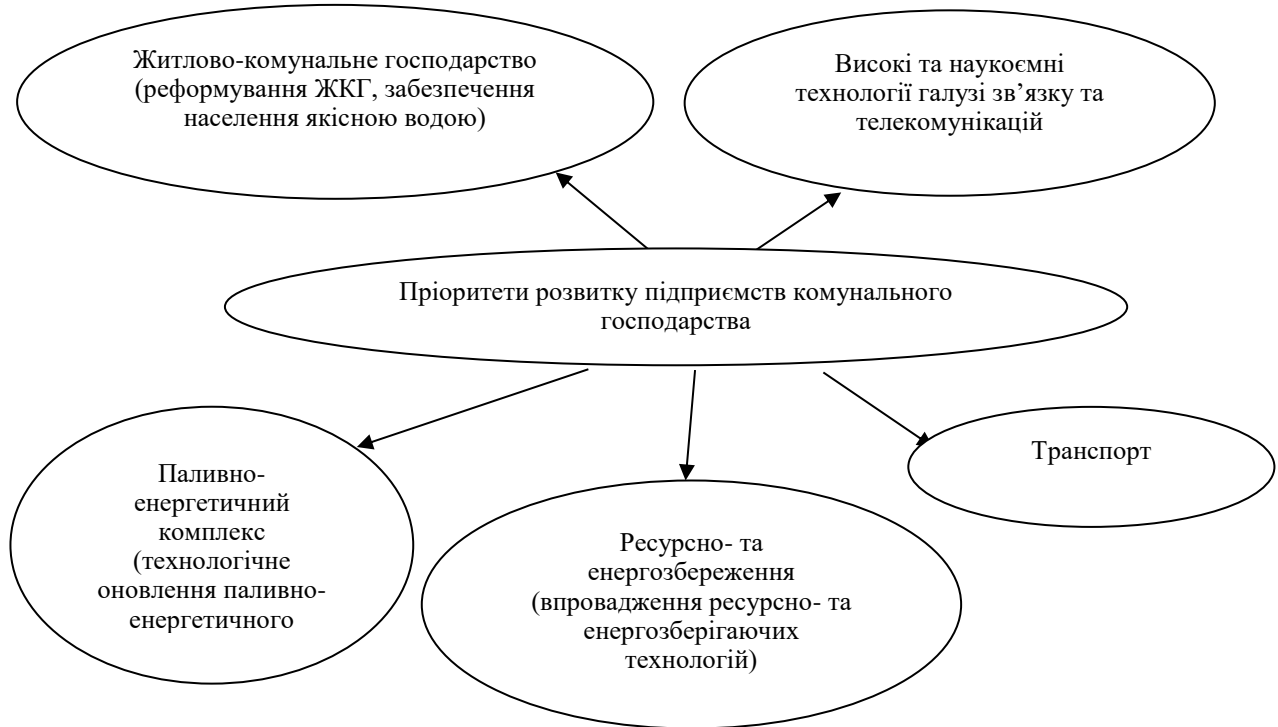 Житлово-комунальне господарство
(реформування ЖКГ, забезпечення
населення якісною водою)
Високі та наукоємні
технології галузі зв’язку та
телекомунікацій
Пріоритети розвитку підприємств комунального
господарства
Паливно-
енергетичний
комплекс
(технологічне
оновлення паливно-
енергетичного
Ресурсно- та
енергозбереження
(впровадження ресурсно- та
енергозберігаючих
технологій)
Транспорт